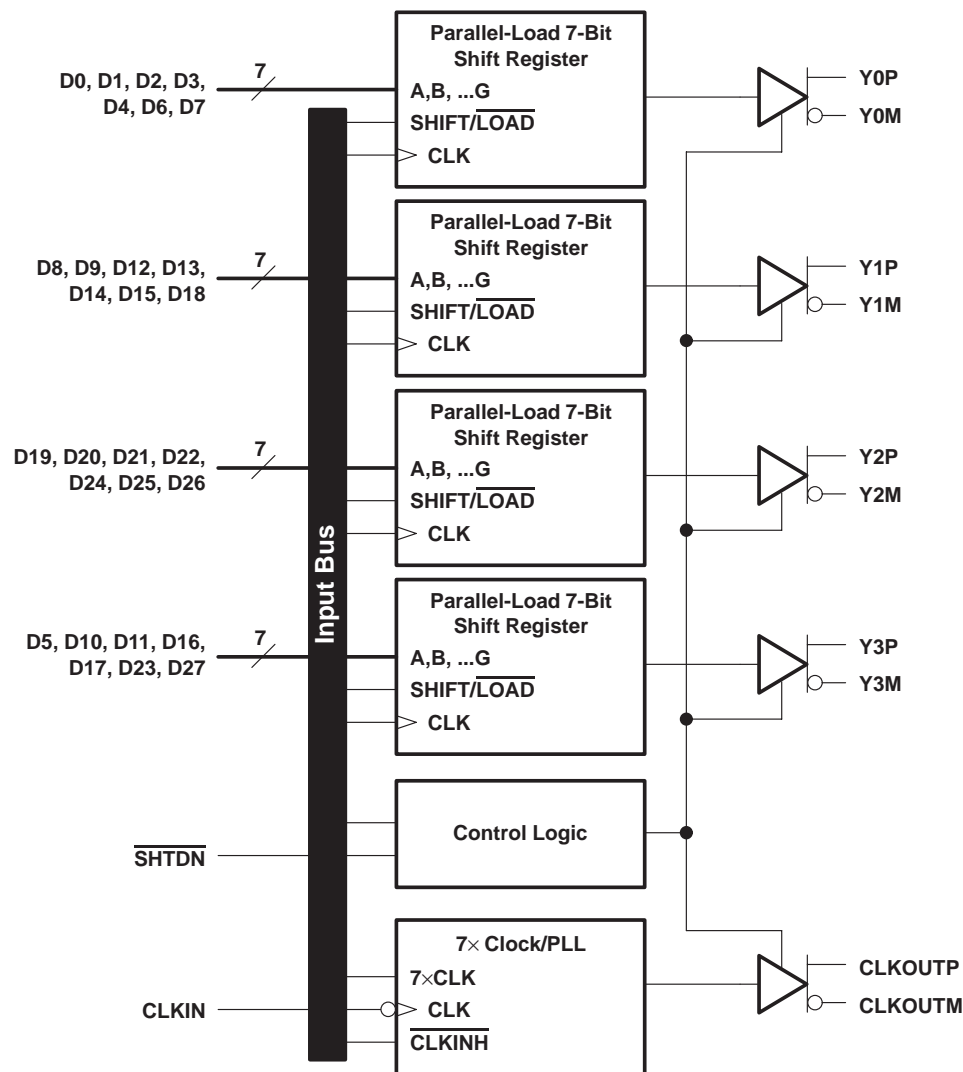 Parallel-Load 7-Bit
Shift Register
D0, D1, D2, D3,
D4, D6, D7
7
A,B, ...G
SHIFT/LOAD
CLK
Y0P
Y0M
Parallel-Load 7-Bit
Shift Register
D8, D9, D12, D13,
D14, D15, D18
7
A,B, ...G
SHIFT/LOAD
CLK
Y1P
Y1M
Parallel-Load 7-Bit
Shift Register
D19, D20, D21, D22,
D24, D25, D26
7
A,B, ...G
SHIFT/LOAD
CLK
Y2P
Y2M
Input Bus
Parallel-Load 7-Bit
Shift Register
D5, D10, D11, D16,
D17, D23, D27
7
A,B, ...G
SHIFT/LOAD
CLK
Y3P
Y3M
Control Logic
SHTDN
7× Clock/PLL
7×CLK
CLKIN
CLK
CLKINH
CLKOUTP
CLKOUTM